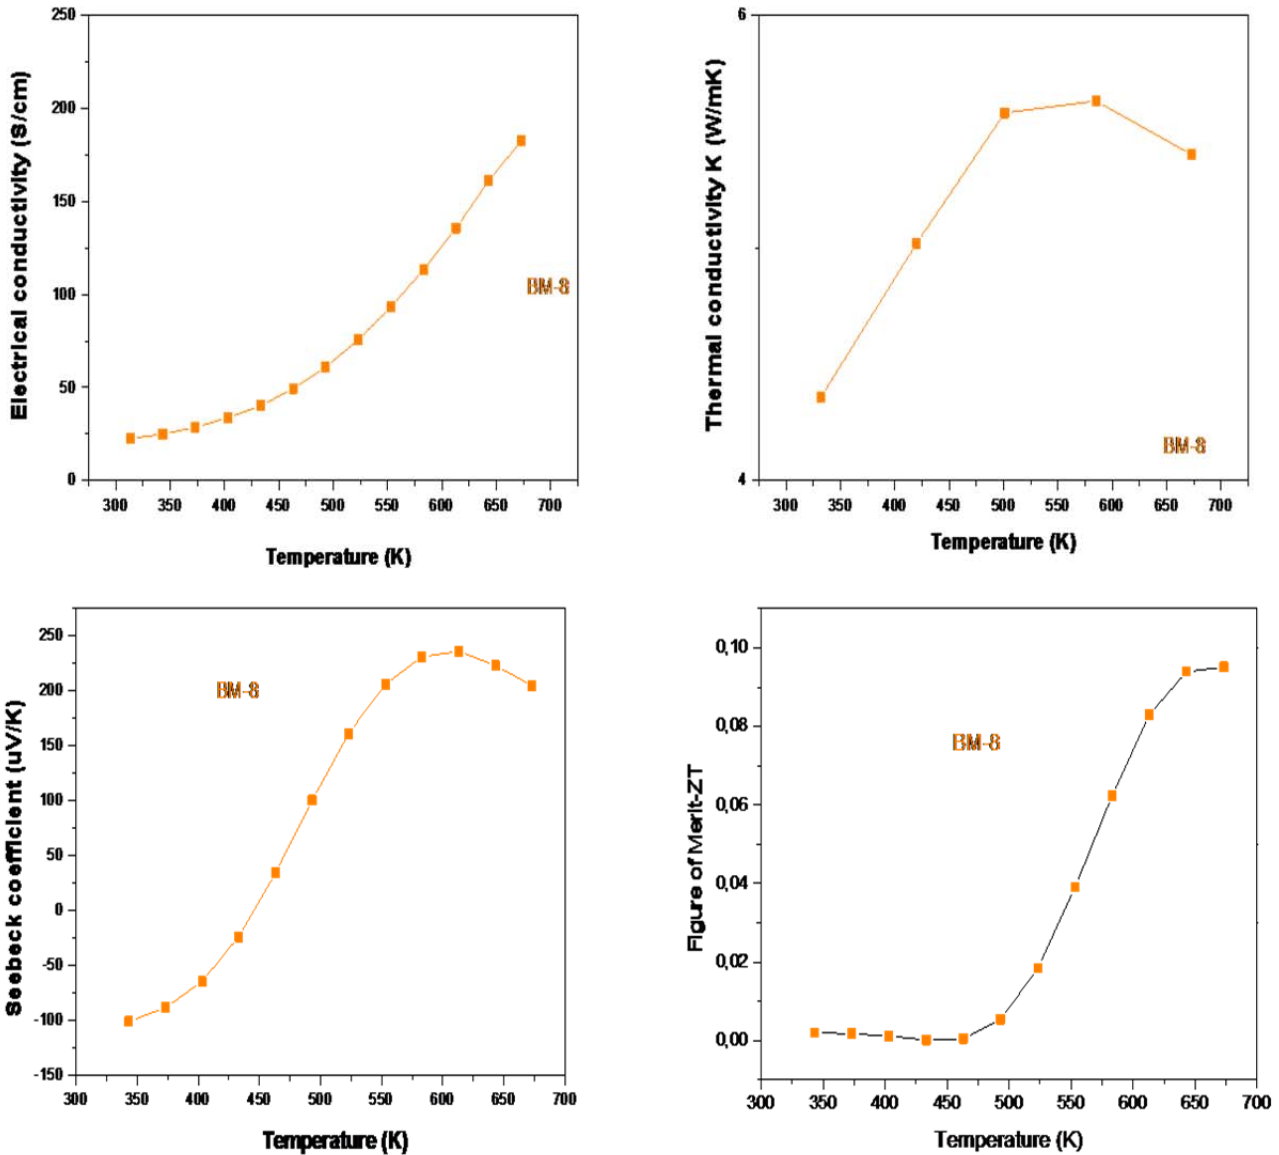 250
200
150
100
50
0
Electrical conductivity (S/cm)
BM-8
300 350 400 450 500 550 600 650 700
Temperature (K)
6
4
Thermal conductivity K (W/mK)
BM-8
300 350 400 450 500 550 600 650 700
Temperature (K)
250
200
150
100
50
0
-50
-100
-150
Seebeck coefficient (uV/K)
BM-8
300 350 400 450 500 550 600 650 700
Temperature (K)
0,10
0,08
0,06
0,04
0,02
0,00
Figure of Merit-ZT
BM-8
300 350 400 450 500 550 600 650 700
Temperature (K)